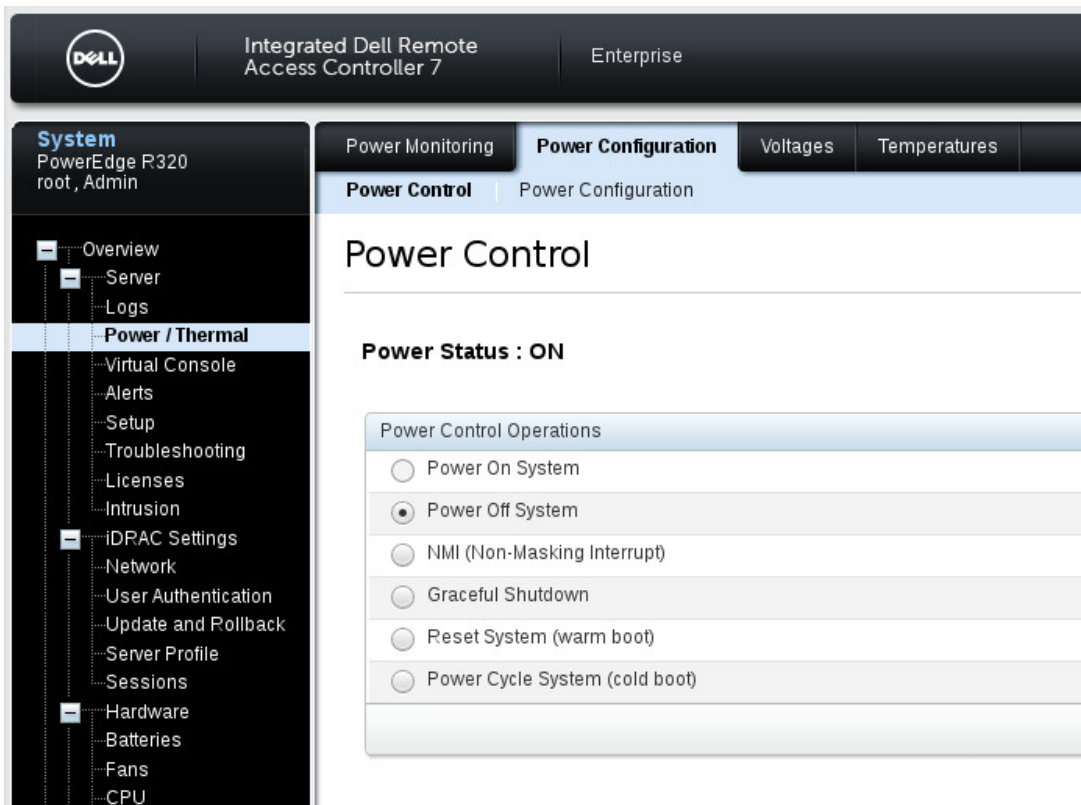 DELL
Integrated Dell Remote
Access Controller 7
Enterprise
System
PowerEdge R320
root , Admin
Overview
Server
Logs
Power / Thermal
Virtual Console
Alerts
Setup
Troubleshooting
Licenses
Intrusion
iDRAC Settings
Network
User Authentication
Update and Rollback
Server Profile
Sessions
Hardware
Batteries
Fans
CPU
Power Monitoring
Power Configuration
Voltages
Temperatures
Power Control
Power Configuration
Power Control
Power Status : ON
Power Control Operations
Power On System
Power Off System
NMI (Non-Masking Interrupt)
Graceful Shutdown
Reset System (warm boot)
Power Cycle System (cold boot)